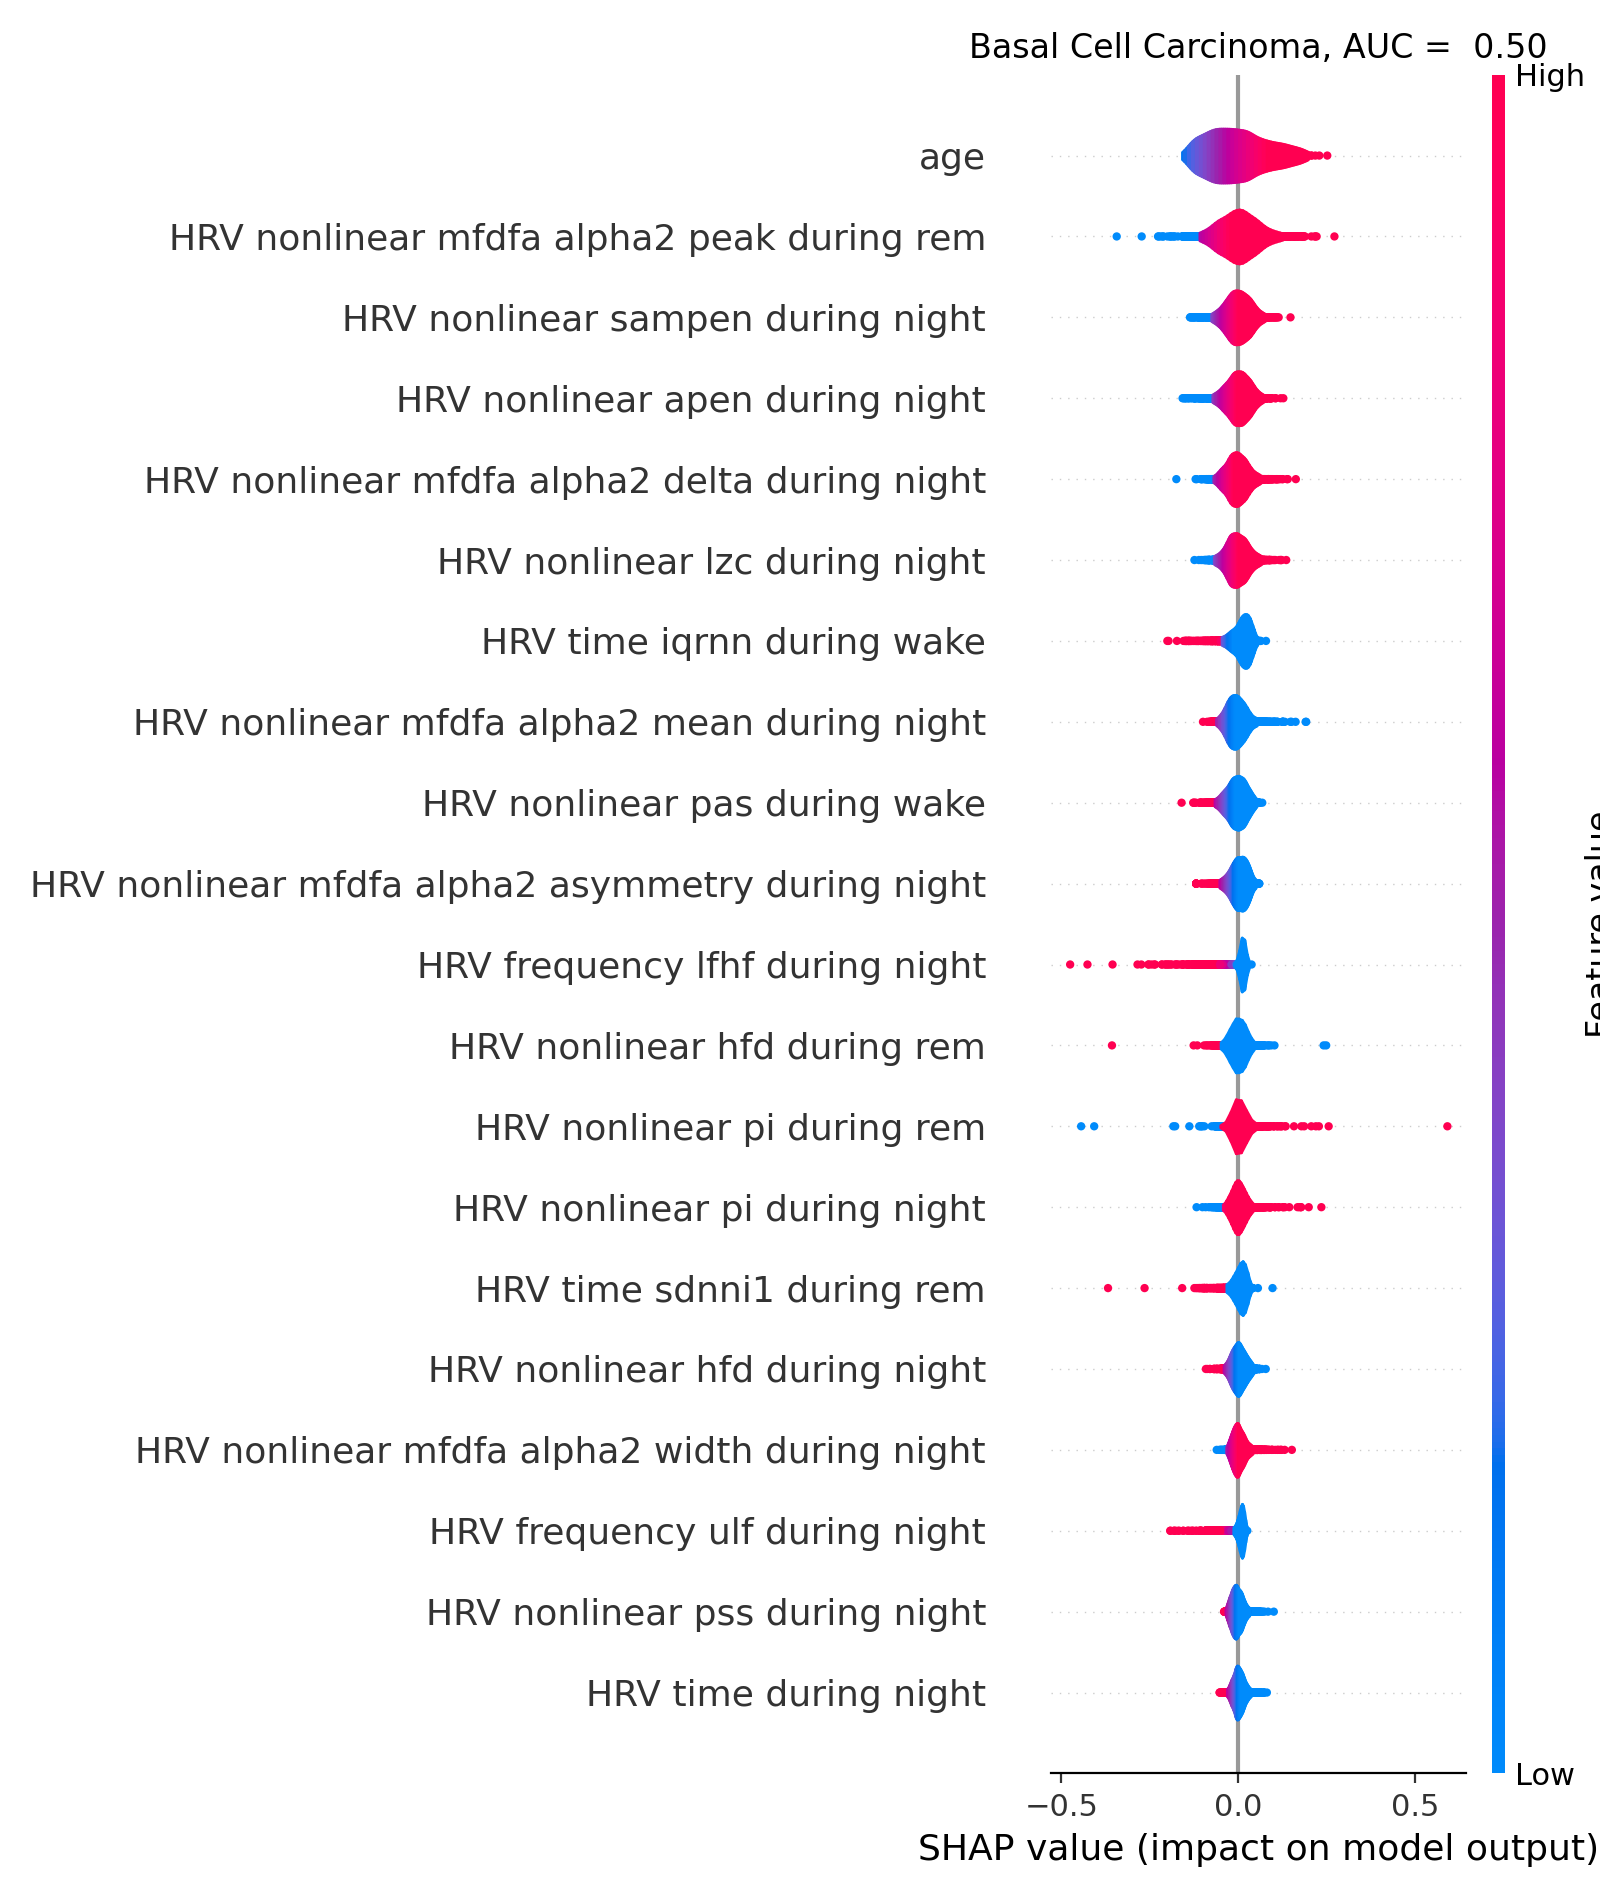 Basal Cell Carcinoma, AUC =  0.50
High
age
HRV nonlinear mfdfa alpha2 peak during rem
HRV nonlinear sampen during night
HRV nonlinear apen during night
HRV nonlinear mfdfa alpha2 delta during night
HRV nonlinear lzc during night
HRV time iqrnn during wake
HRV nonlinear mfdfa alpha2 mean during night
HRV nonlinear pas during wake
HRV nonlinear mfdfa alpha2 asymmetry during night
HRV frequency lfhf during night
HRV nonlinear hfd during rem
HRV nonlinear pi during rem
HRV nonlinear pi during night
HRV time sdnni1 during rem
HRV nonlinear hfd during night
HRV nonlinear mfdfa alpha2 width during night
HRV frequency ulf during night
HRV nonlinear pss during night
HRV time during night
Feature value
Low
−0.5 0.0 0.5
SHAP value (impact on model output)